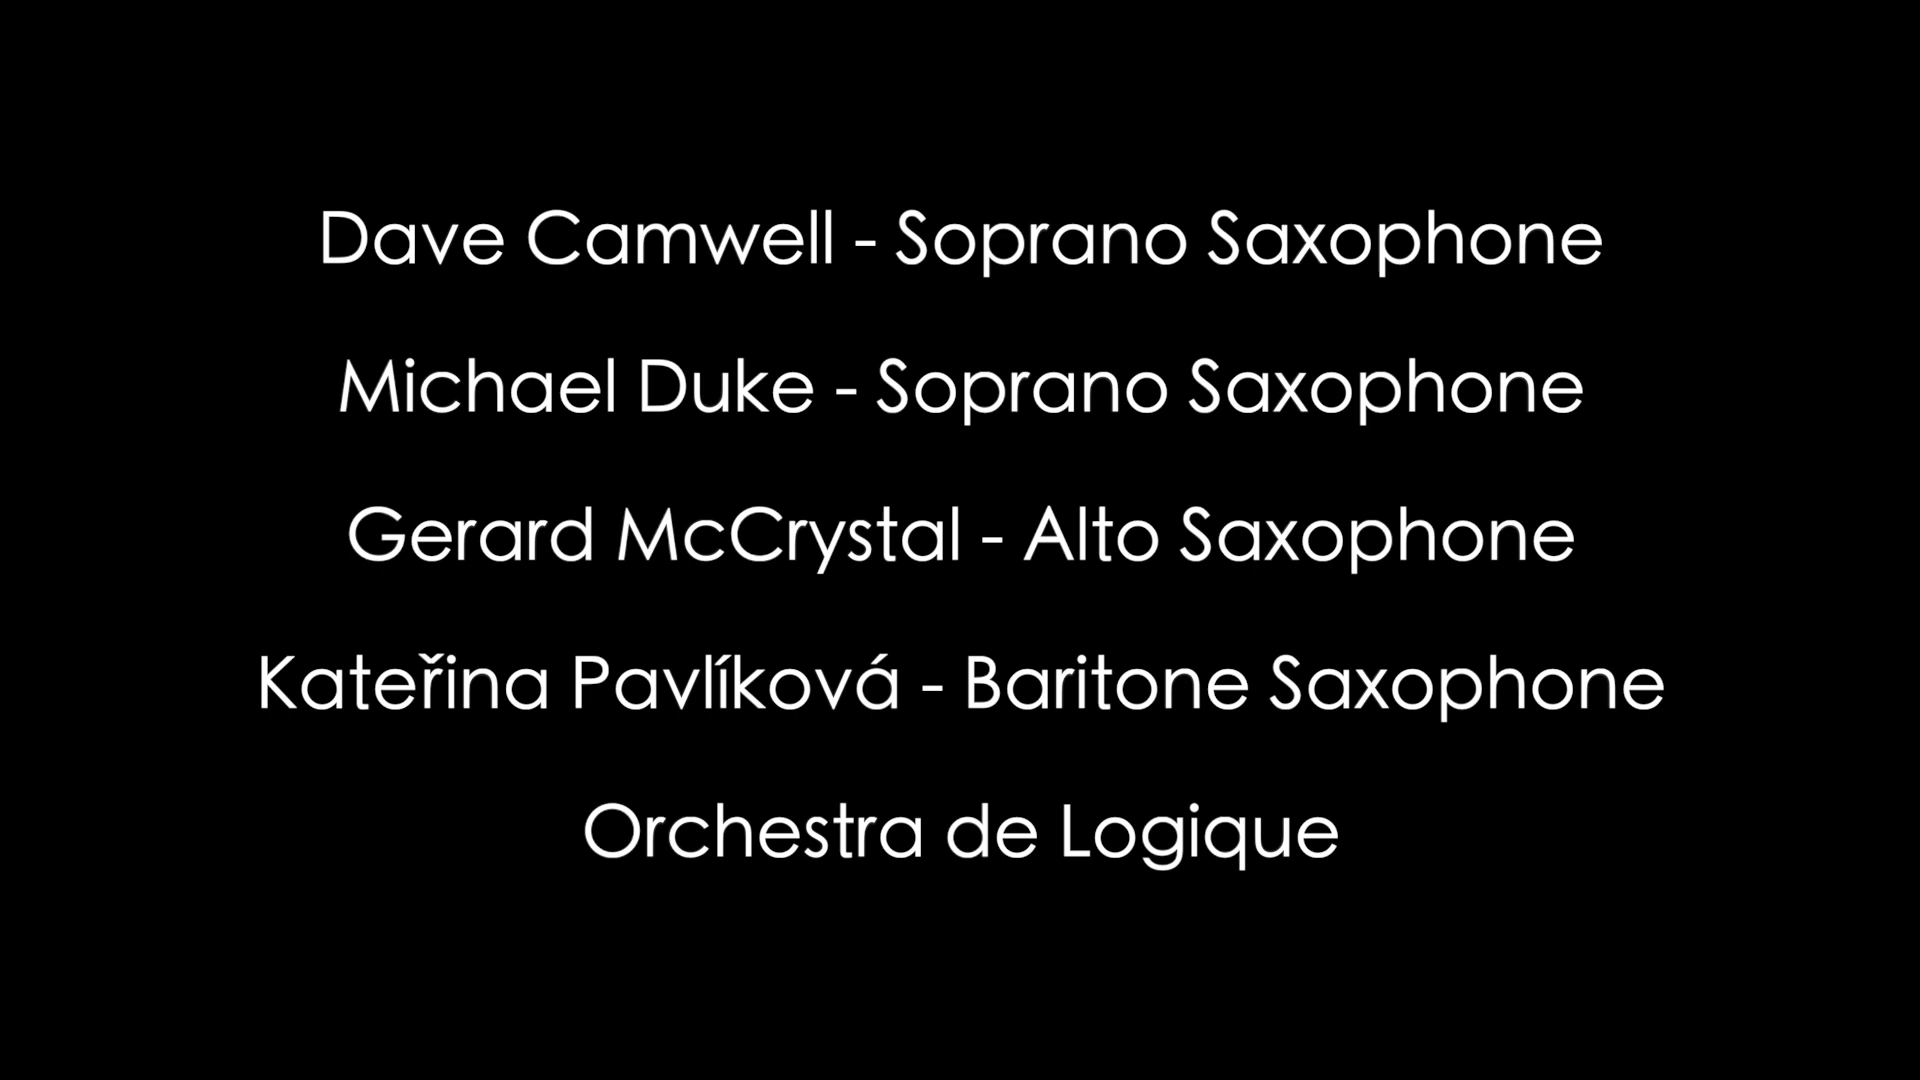 Dave Camwell - Soprano Saxophone
Michael Duke - Soprano Saxophone
Gerard McCrystal - Alto Saxophone
Kateřina Pavlíková - Baritone Saxophone
Orchestra de Logique